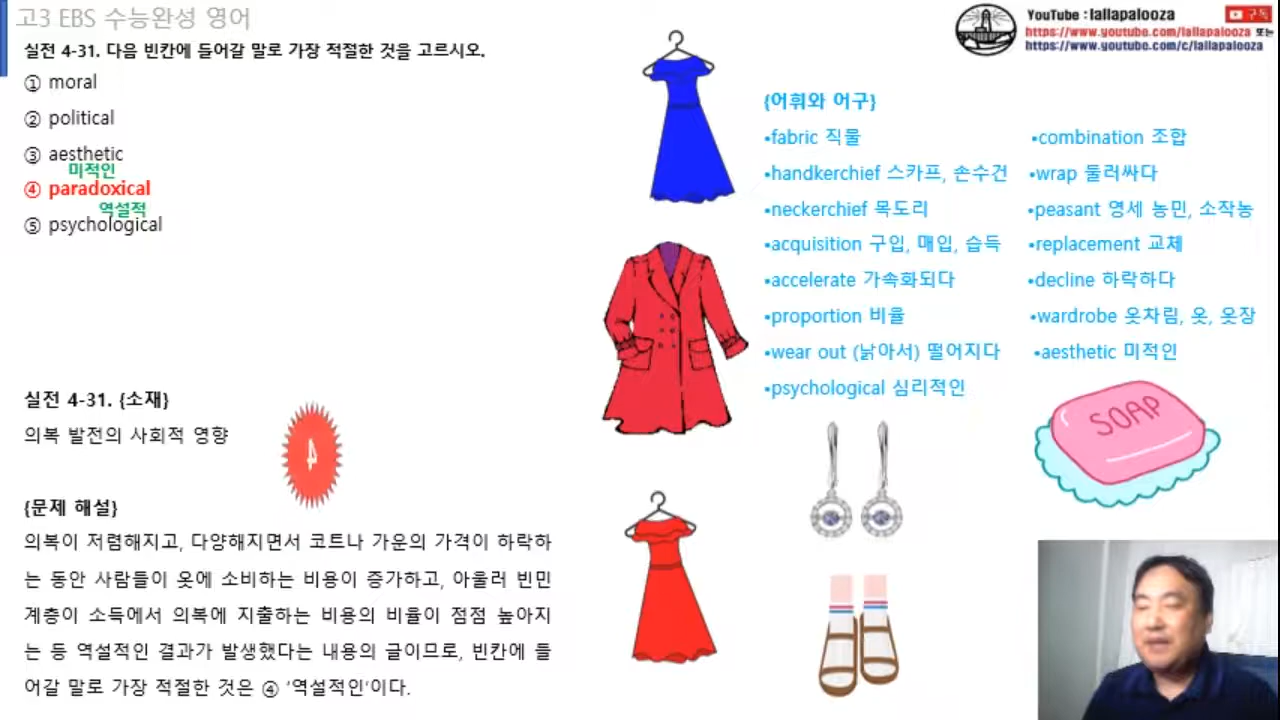 고3 EBS 수능완성 영어
실전 4-31. 다음 빈칸에 들어갈 말로 가장 적절한 것을 고르시오.
① moral
② political
③ aesthetic
미적인
④ paradoxical
역설적
⑤ psychological
실전 4-31. {소재}
의복 발전의 사회적 영향
4
{문제 해설}
의복이 저렴해지고, 다양해지면서 코트나 가운의 가격이 하락하
는 동안 사람들이 옷에 소비하는 비용이 증가하고, 아울러 빈민
계층이 소득에서 의복에 지출하는 비용의 비율이 점점 높아지
는 등 역설적인 결과가 발생했다는 내용의 글이므로, 빈칸에 들
어갈 말로 가장 적절한 것은 ④ ‘역설적인’이다.
YouTube : lallapalooza
구독
https://www.youtube.com/lallapalooza 또는
https://www.youtube.com/c/lallapalooza
{어휘와 어구}
•fabric 직물 •combination 조합
•handkerchief 스카프, 손수건 •wrap 둘러싸다
•neckerchief 목도리 •peasant 영세 농민, 소작농
•acquisition 구입, 매입, 습득 •replacement 교체
•accelerate 가속화되다 •decline 하락하다
•proportion 비율 •wardrobe 옷차림, 옷, 옷장
•wear out (낡아서) 떨어지다 •aesthetic 미적인
•psychological 심리적인
SOAP